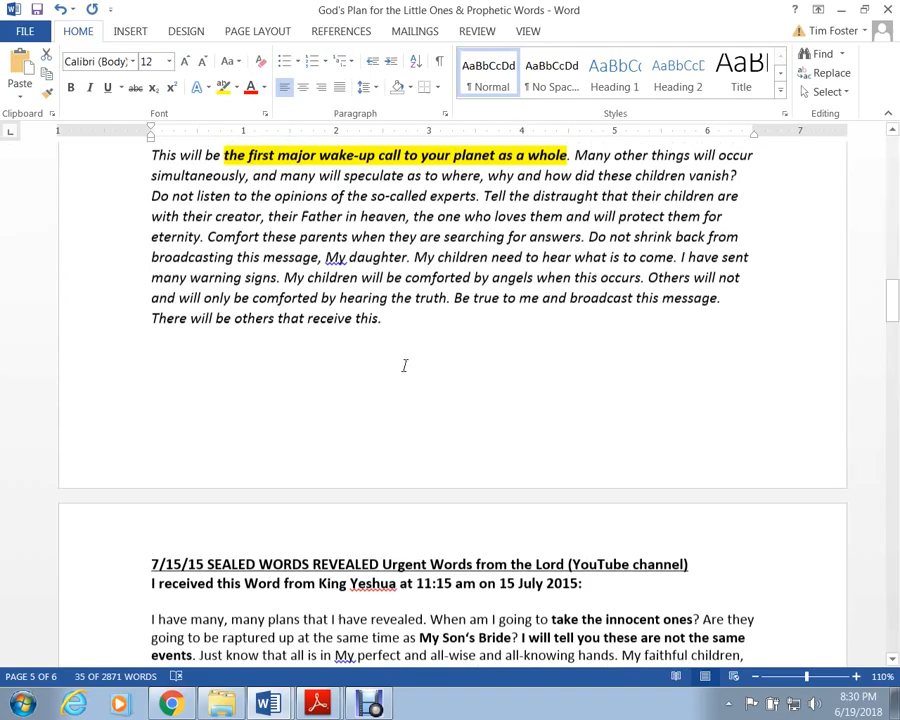 God's Plan for the Little Ones & Prophetic Words - Word
FILE HOME INSERT DESIGN PAGE LAYOUT REFERENCES MAILINGS REVIEW VIEW Tim Foster
Paste
Calibri (Body) 12
Aa
B I U abc x₂ x² A A
¶
AaBbCcDd AaBbCcDd AaBbCc AaBbCcD AaBl
¶ Normal ¶ No Spac... Heading 1 Heading 2 Title
Find
Replace
Select
Clipboard Font Paragraph Styles Editing
1 1 2 3 4 5 6 7
This will be the first major wake-up call to your planet as a whole. Many other things will occur
simultaneously, and many will speculate as to where, why and how did these children vanish?
Do not listen to the opinions of the so-called experts. Tell the distraught that their children are
with their creator, their Father in heaven, the one who loves them and will protect them for
eternity. Comfort these parents when they are searching for answers. Do not shrink back from
broadcasting this message, My daughter. My children need to hear what is to come. I have sent
many warning signs. My children will be comforted by angels when this occurs. Others will not
and will only be comforted by hearing the truth. Be true to me and broadcast this message.
There will be others that receive this.
7/15/15 SEALED WORDS REVEALED Urgent Words from the Lord (YouTube channel)
I received this Word from King Yeshua at 11:15 am on 15 July 2015:
I have many, many plans that I have revealed. When am I going to take the innocent ones? Are they
going to be raptured up at the same time as My Son's Bride? I will tell you these are not the same
events. Just know that all is in My perfect and all-wise and all-knowing hands. My faithful children,
PAGE 5 OF 6 35 OF 2871 WORDS 110%
8:30 PM
6/19/2018